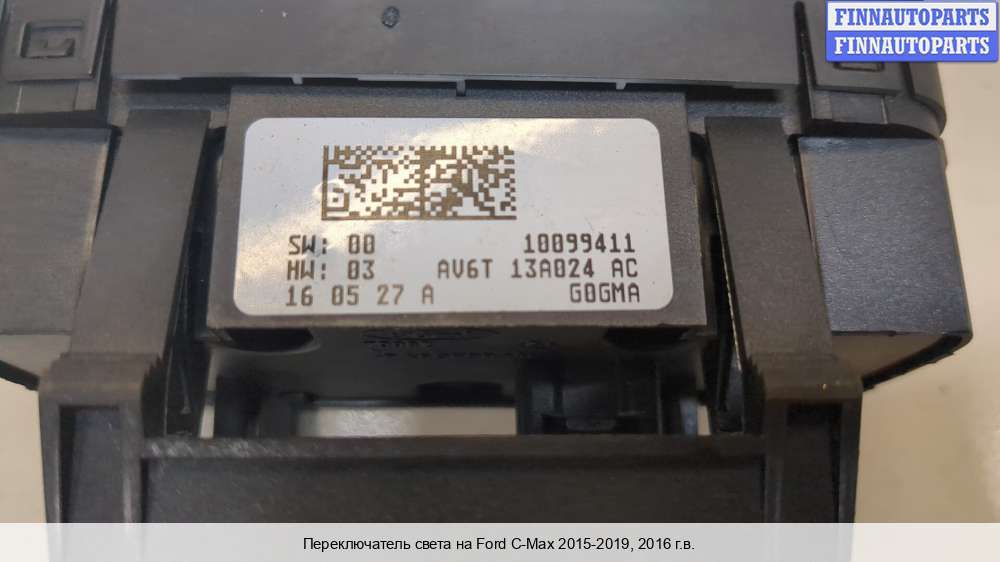 FINNAUTOPARTS
FINNAUTOPARTS
SW: 00 10099411
HW: 03 AV6T 13A024 AC
16 05 27 A G0GMA
Переключатель света на Ford C-Max 2015-2019, 2016 г.в.